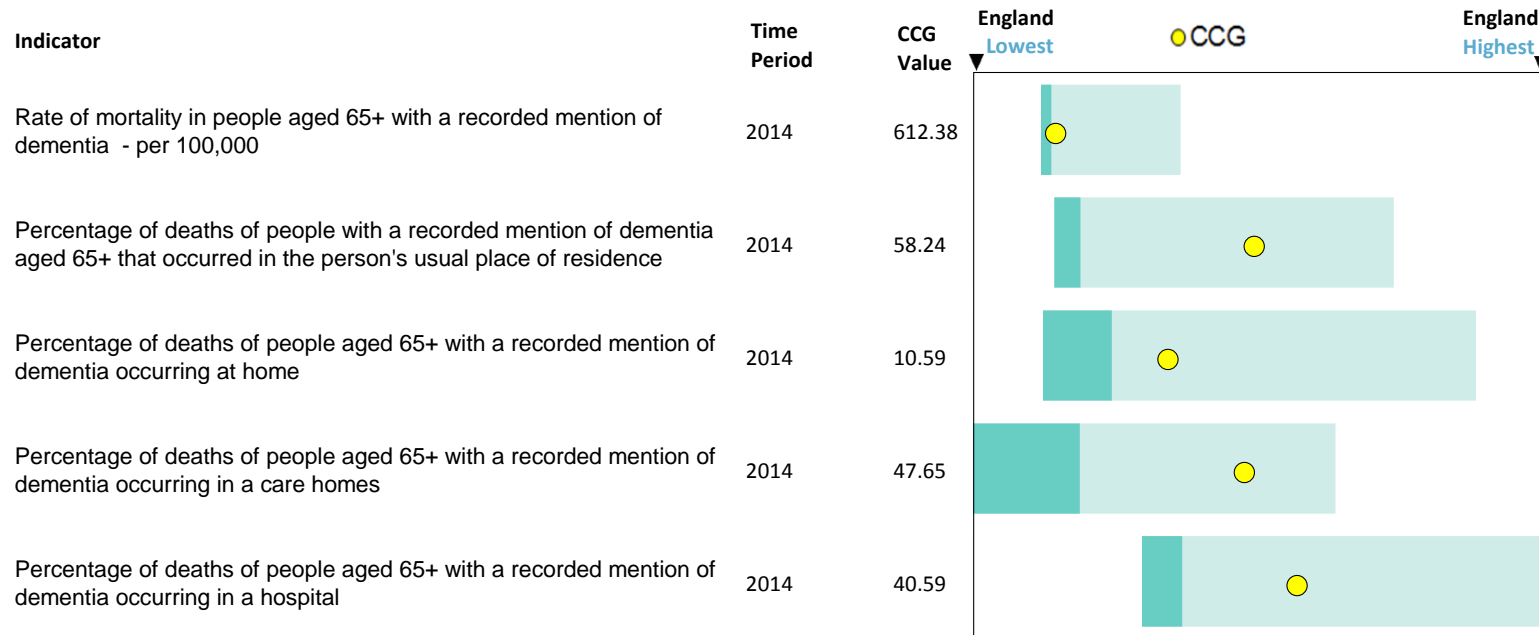 Indicator
Time
Period
CCG
Value
England
Lowest
CCG
England
Highest
Rate of mortality in people aged 65+ with a recorded mention of
dementia - per 100,000
2014
612.38
Percentage of deaths of people with a recorded mention of dementia
aged 65+ that occurred in the person's usual place of residence
2014
58.24
Percentage of deaths of people aged 65+ with a recorded mention of
dementia occurring at home
2014
10.59
Percentage of deaths of people aged 65+ with a recorded mention of
dementia occurring in a care homes
2014
47.65
Percentage of deaths of people aged 65+ with a recorded mention of
dementia occurring in a hospital
2014
40.59